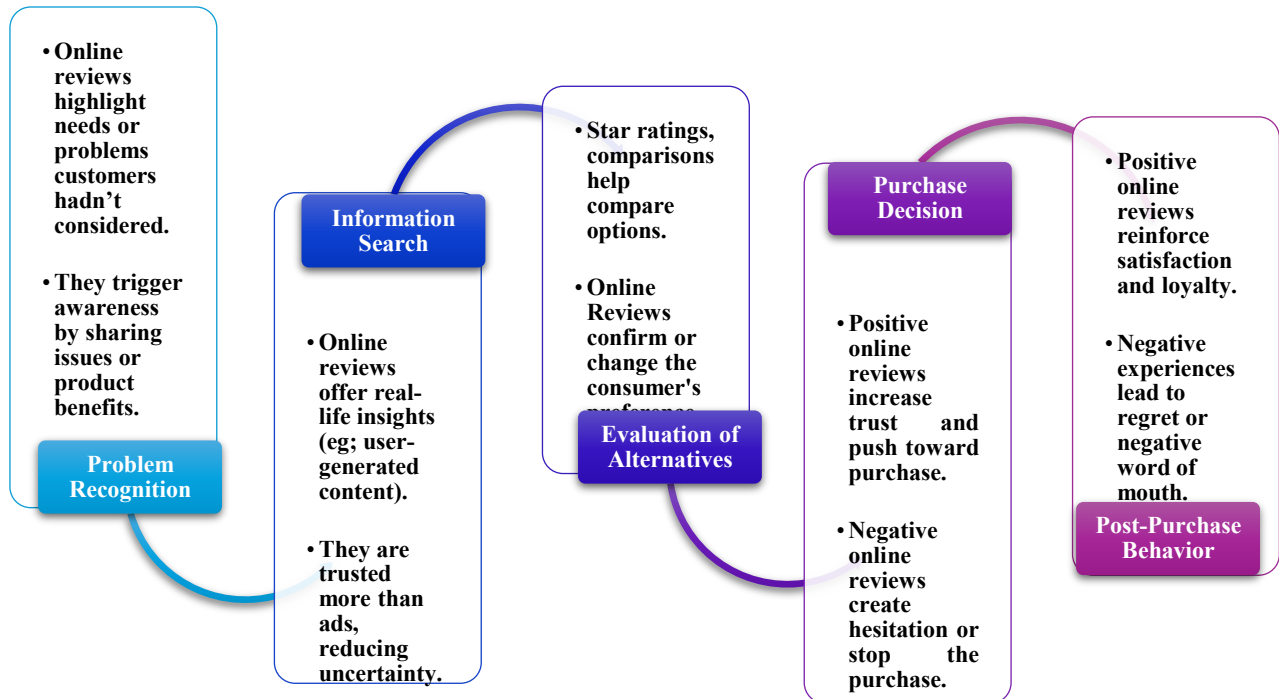 • Online
reviews
highlight
needs or
problems
customers
hadn't
considered.
• They trigger
awareness
by sharing
issues or
product
benefits.
Problem
Recognition
Information
Search
• Online
reviews
offer real-
life insights
(eg; user-
generated
content).
• They are
trusted
more than
ads,
reducing
uncertainty.
• Star ratings,
comparisons
help
compare
options.
• Online
Reviews
confirm or
change the
consumer's
preference
Evaluation of
Alternatives
Purchase
Decision
• Positive
online
reviews
increase
trust and
push toward
purchase.
• Negative
online
reviews
create
hesitation or
stop the
purchase.
• Positive
online
reviews
reinforce
satisfaction
and loyalty.
• Negative
experiences
lead to
regret or
negative
word of
mouth.
Post-Purchase
Behavior